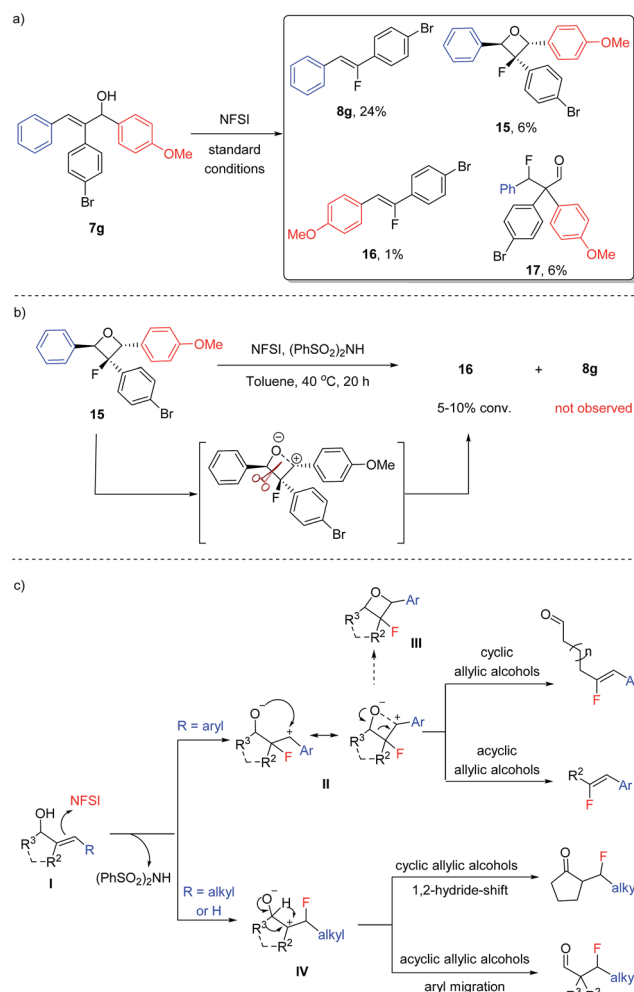 a)
Br
F
8g, 24%
O
OMe
F
Br
15, 6%
OH
OMe
Br
7g
NFSI
standard
conditions
Br
F
MeO
16, 1%
F
O
Ph
Br
OMe
17, 6%
b)
O
OMe
F
Br
15
NFSI, (PhSO2)2NH
Toluene, 40 °C, 20 h
16 + 8g
5-10% conv.
not observed
O
OMe
F
Br
c)
O
Ar
R3
R2
F
III
O
n
F
cyclic
allylic alcohols
R = aryl
O
R3
R2
F
Ar
II
O
Ar
R3
R2
F
acyclic
allylic alcohols
R2
Ar
F
OH
NFSI
R3
R2
R
I
(PhSO2)2NH
R = alkyl
or H
O
H
F
R3
R2
alkyl
IV
cyclic allylic alcohols
1,2-hydride-shift
O
F
alkyl
acyclic allylic alcohols
aryl migration
O
F